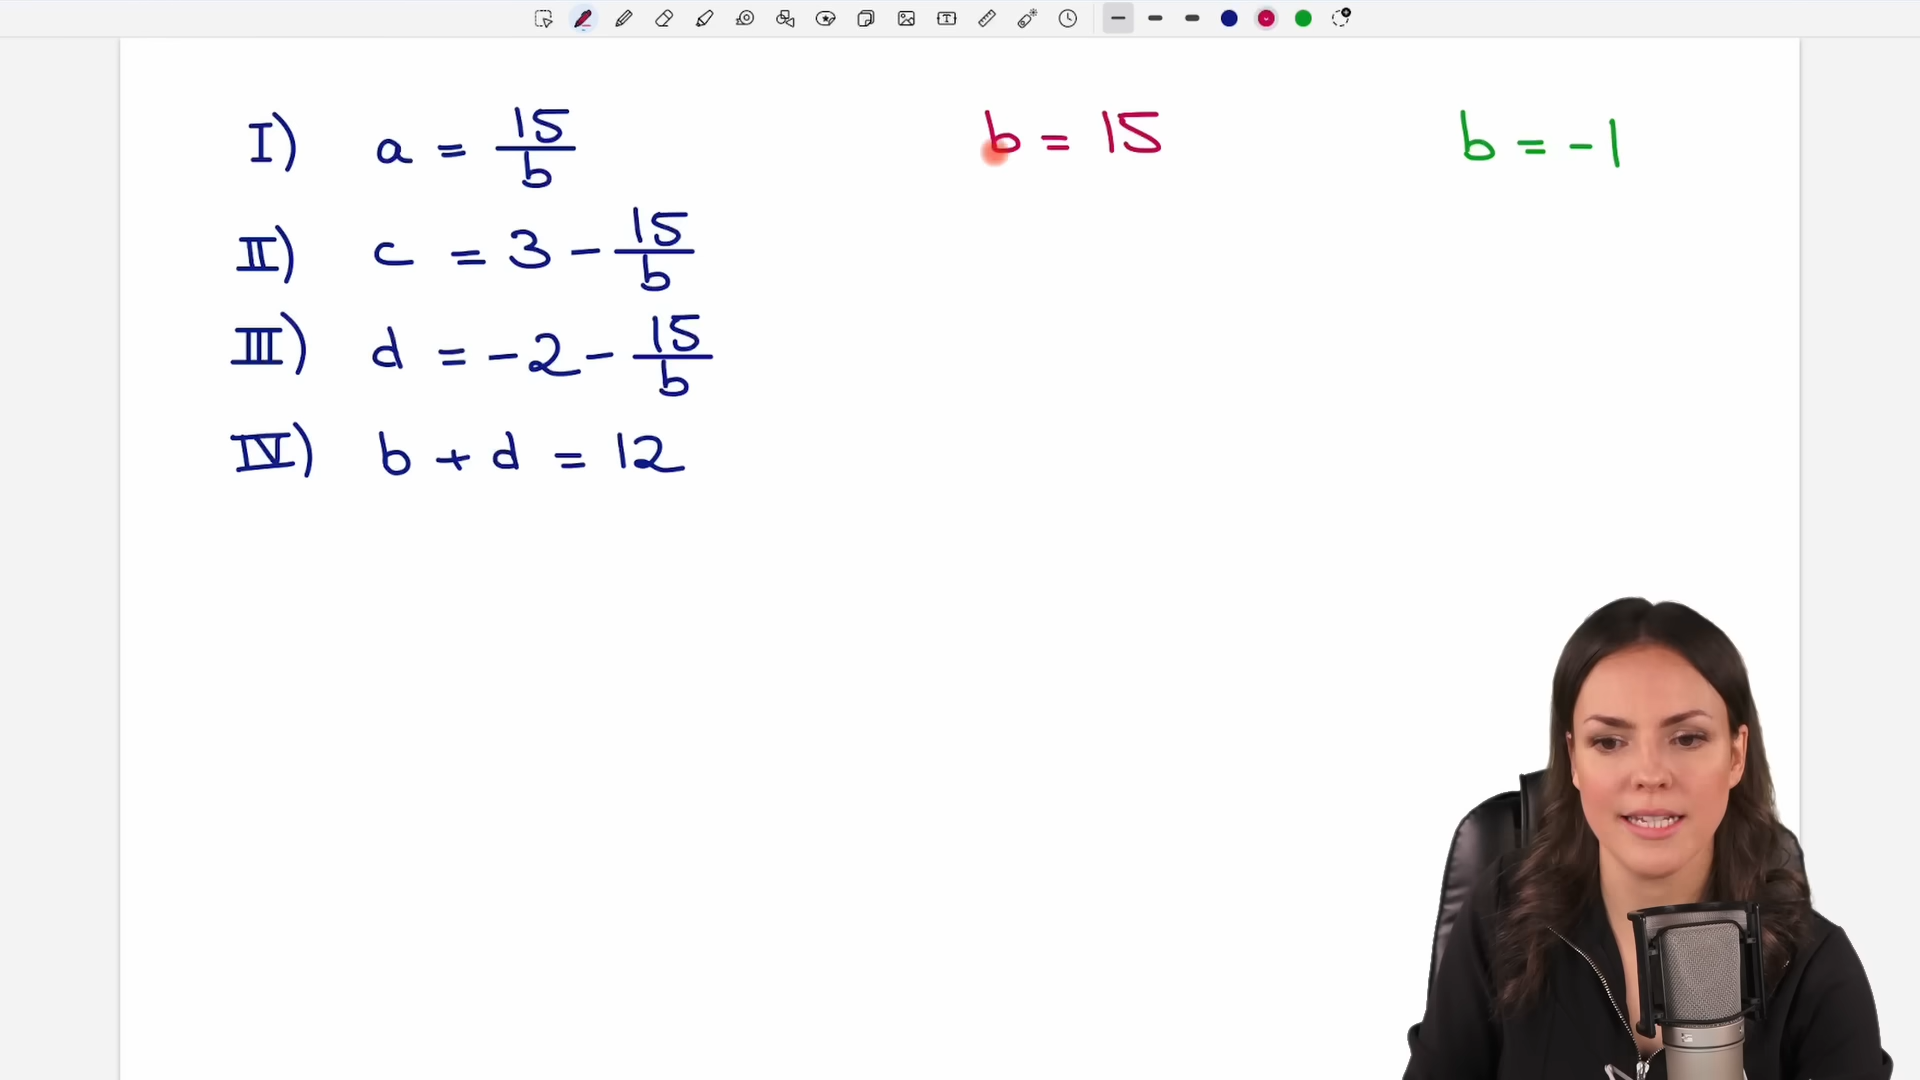 I) a = 15/b
b = 15
b = -1
II) c = 3 - 15/b
III) d = -2 - 15/b
IV) b + d = 12